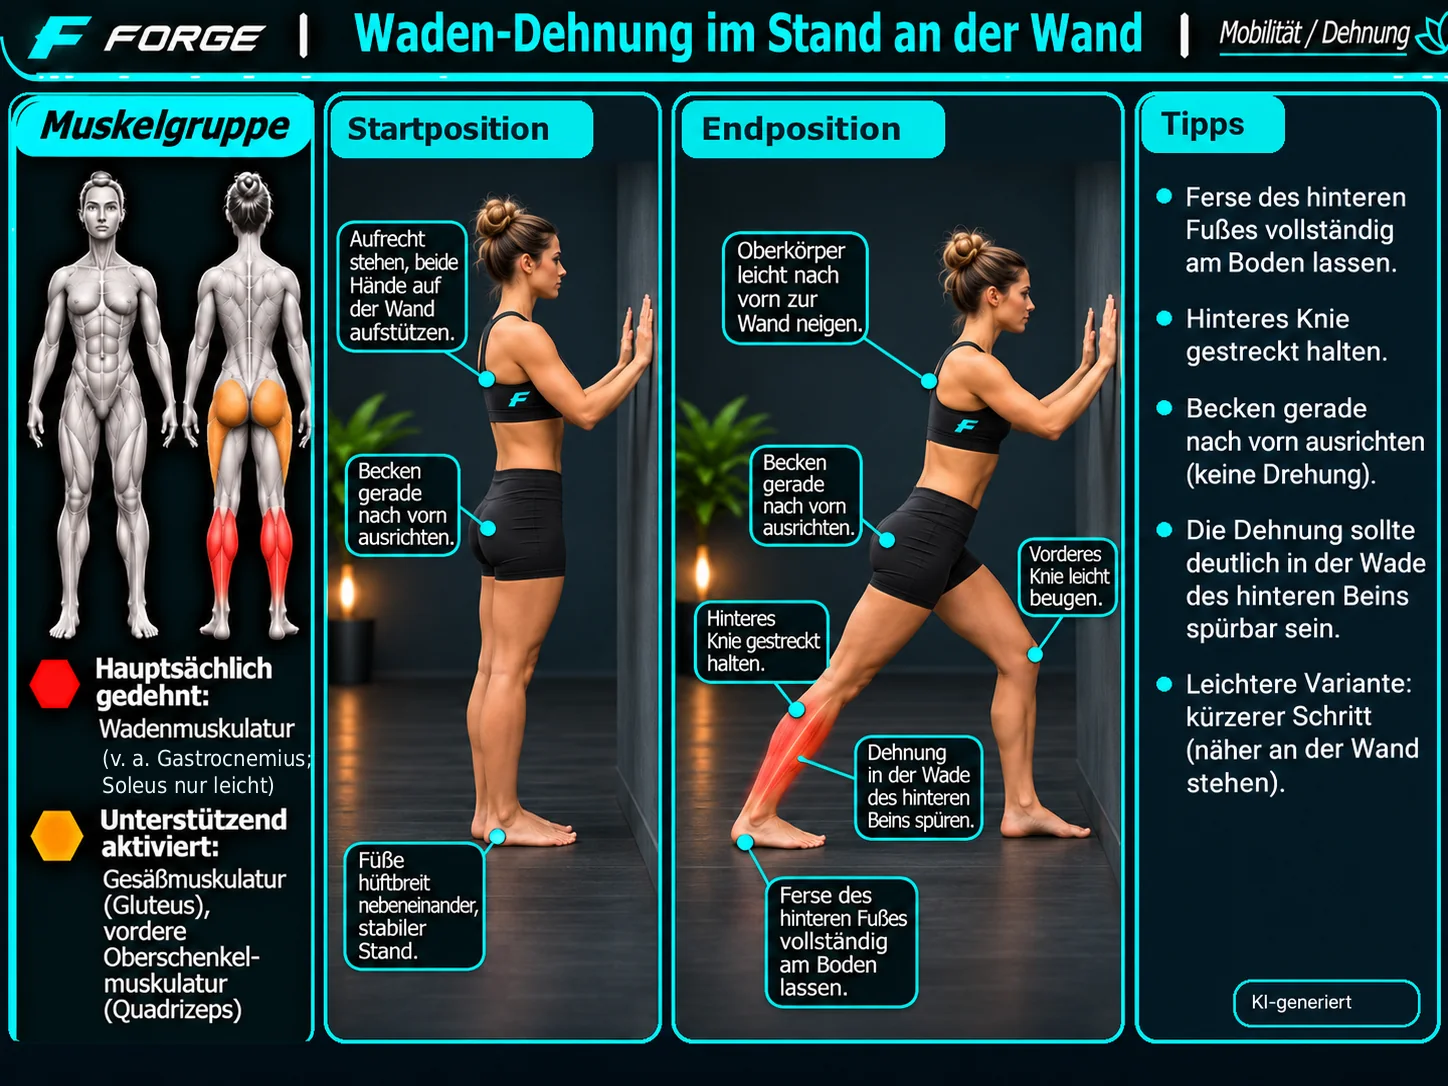 FORGE | Waden-Dehnung im Stand an der Wand | Mobilität / Dehnung
Muskelgruppe
Hauptsächlich
gedehnt:
Wadenmuskulatur
(v. a. Gastrocnemius;
Soleus nur leicht)
Unterstützend
aktiviert:
Gesäßmuskulatur
(Gluteus),
vordere
Oberschenkel-
muskulatur
(Quadrizeps)
Startposition
Aufrecht
stehen, beide
Hände auf
der Wand
aufstützen.
Becken
gerade
nach vorn
ausrichten.
Füße
hüftbreit
nebeneinander,
stabiler
Stand.
Endposition
Oberkörper
leicht nach
vorn zur
Wand neigen.
Becken
gerade
nach vorn
ausrichten.
Vorderes
Knie leicht
beugen.
Hinteres
Knie gestreckt
halten.
Dehnung
in der Wade
des hinteren
Beins spüren.
Ferse des
hinteren Fußes
vollständig
am Boden
lassen.
Tipps
Ferse des hinteren
Fußes vollständig
am Boden lassen.
Hinteres Knie
gestreckt halten.
Becken gerade
nach vorn ausrichten
(keine Drehung).
Die Dehnung sollte
deutlich in der Wade
des hinteren Beins
spürbar sein.
Leichtere Variante:
kürzerer Schritt
(näher an der Wand
stehen).
KI-generiert